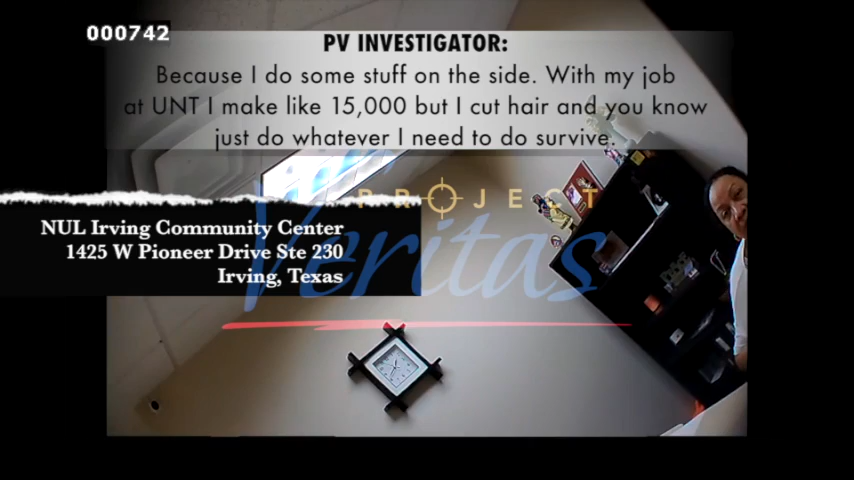 000742
PV INVESTIGATOR:
Because I do some stuff on the side. With my job
at UNT I make like 15,000 but I cut hair and you know
just do whatever I need to do survive.
PROJECT
Veritas
NUL Irving Community Center
1425 W Pioneer Drive Ste 230
Irving, Texas